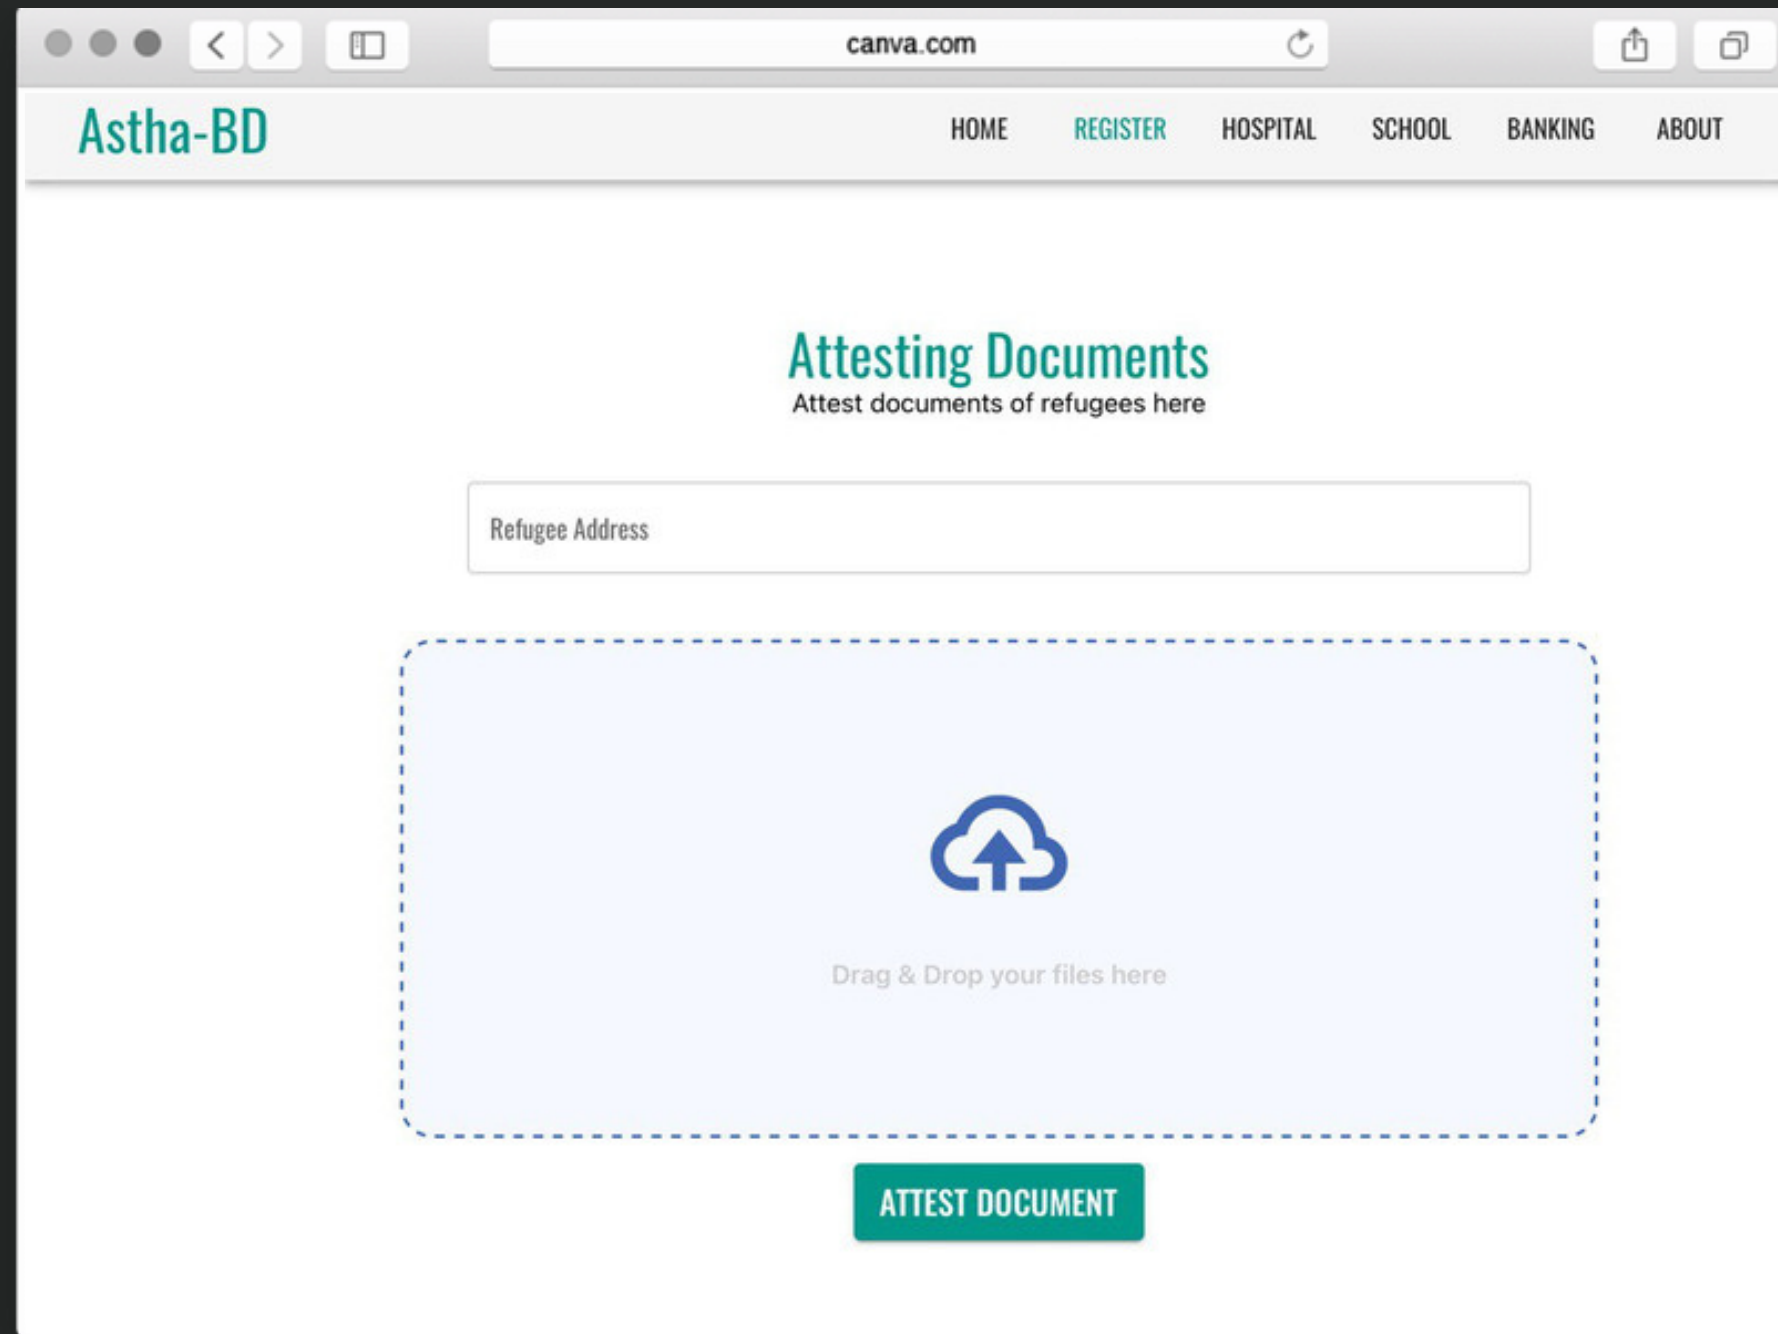 canva.com
Astha-BD
HOME REGISTER HOSPITAL SCHOOL BANKING ABOUT
Attesting Documents
Attest documents of refugees here
Refugee Address
Drag & Drop your files here
ATTEST DOCUMENT